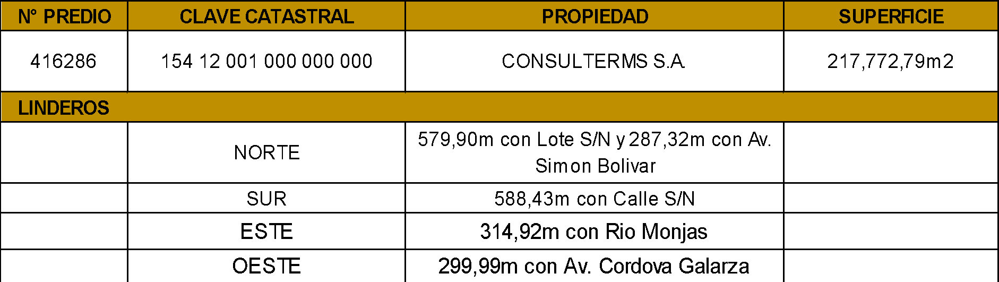 N° PREDIO CLAVE CATASTRAL PROPIEDAD SUPERFICIE
416286 154 12 001 000 000 000 CONSULTERMS S.A. 217,772,79m2
LINDEROS
NORTE 579,90m con Lote S/N y 287,32m con Av.
Simon Bolivar
SUR 588,43m con Calle S/N
ESTE 314,92m con Rio Monjas
OESTE 299,99m con Av. Cordova Galarza